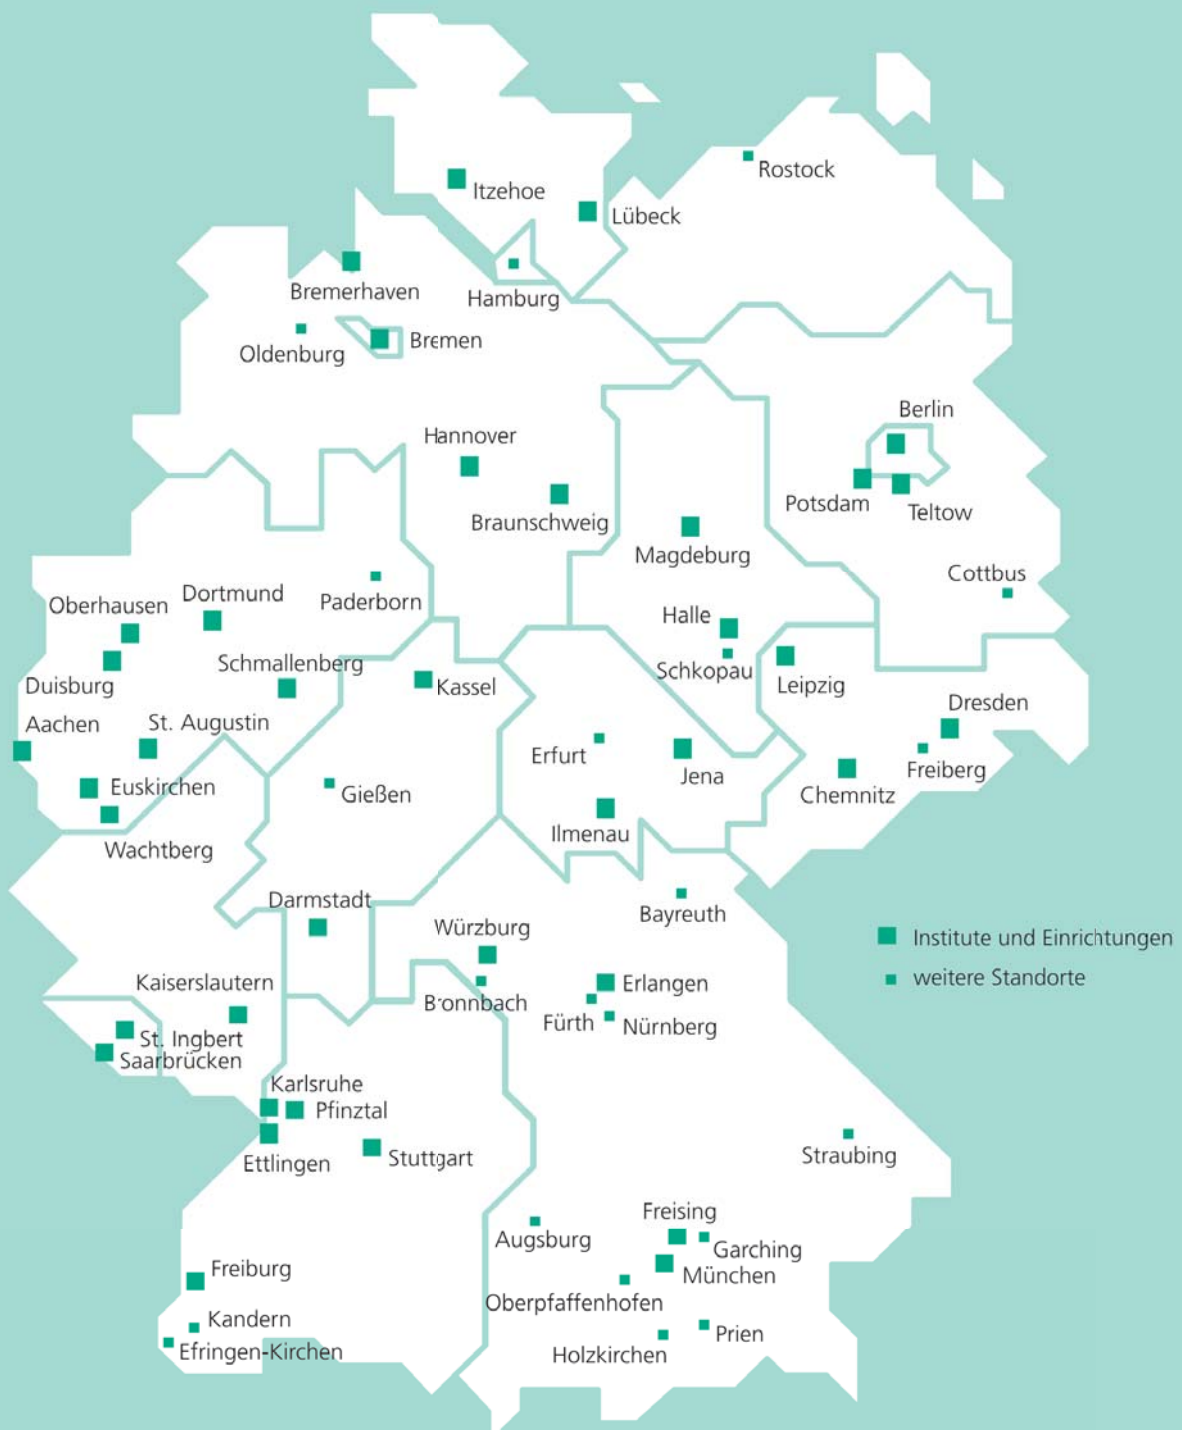 Rostock
Itzehoe
Lübeck
Bremerhaven
Hamburg
Oldenburg
Bremen
Berlin
Hannover
Potsdam
Teltow
Braunschweig
Magdeburg
Cottbus
Dortmund
Paderborn
Oberhausen
Halle
Schmallenberg
Schkopau
Duisburg
Kassel
Leipzig
Dresden
Aachen
St. Augustin
Erfurt
Jena
Freiberg
Euskirchen
Gießen
Chemnitz
Ilmenau
Wachtberg
Darmstadt
Bayreuth
Würzburg
Institute und Einrichtungen
weitere Standorte
Kaiserslautern
Erlangen
Bronnbach
Fürth
Nürnberg
St. Ingbert
Saarbrücken
Karlsruhe
Pfinztal
Ettlingen
Stuttgart
Straubing
Freising
Augsburg
Garching
Freiburg
München
Oberpfaffenhofen
Kandern
Prien
Efringen-Kirchen
Holzkirchen